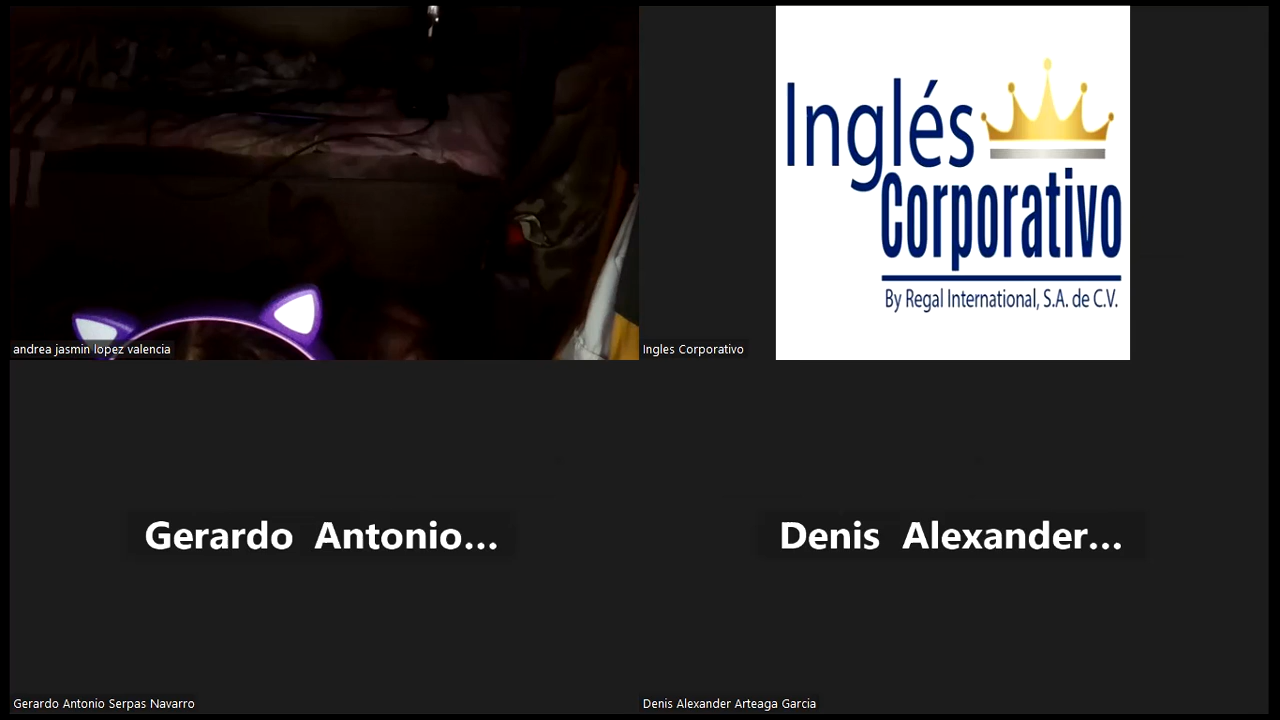 Inglés
Corporativo
By Regal International, S.A. de C.V.
andrea jasmin lopez valencia
Ingles Corporativo
Gerardo Antonio...
Denis Alexander...
Gerardo Antonio Serpas Navarro
Denis Alexander Arteaga Garcia